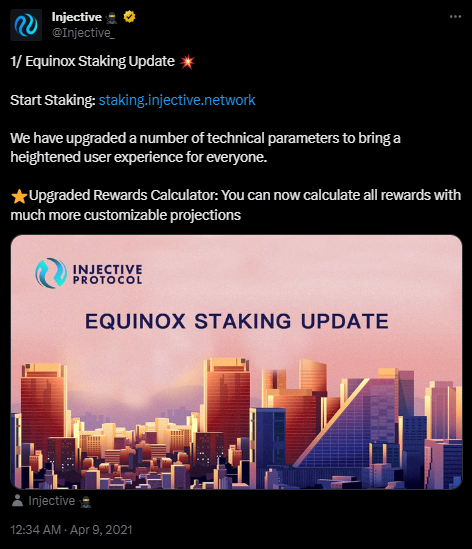 Injective 🥷
@Injective_
1/ Equinox Staking Update 💥
Start Staking: staking.injective.network
We have upgraded a number of technical parameters to bring a
heightened user experience for everyone.
⭐Upgraded Rewards Calculator: You can now calculate all rewards with
much more customizable projections
INJECTIVE
PROTOCOL
EQUINOX STAKING UPDATE
Injective 🥷
12:34 AM · Apr 9, 2021